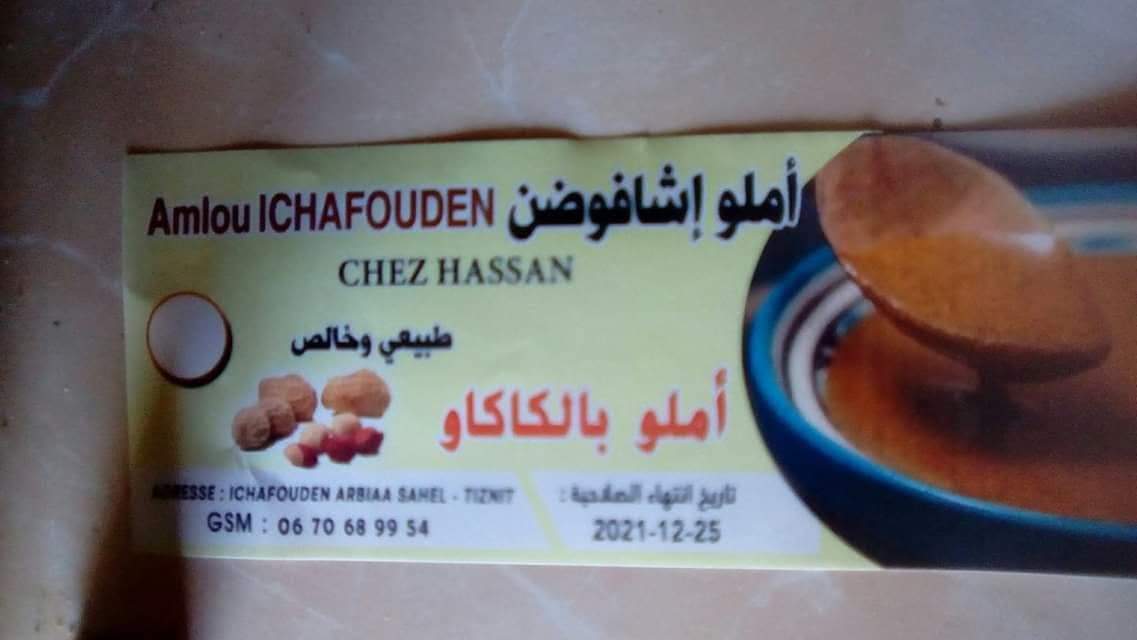 Amlou ICHAFOUDEN أملو إشافوضن
CHEZ HASSAN
طبيعي وخالص
أملو بالكاكاو
ADRESSE : ICHAFOUDEN ARBIAA SAHEL - TIZNIT
GSM : 06 70 68 99 54
تاريخ انتهاء الصلاحية :
2021-12-25